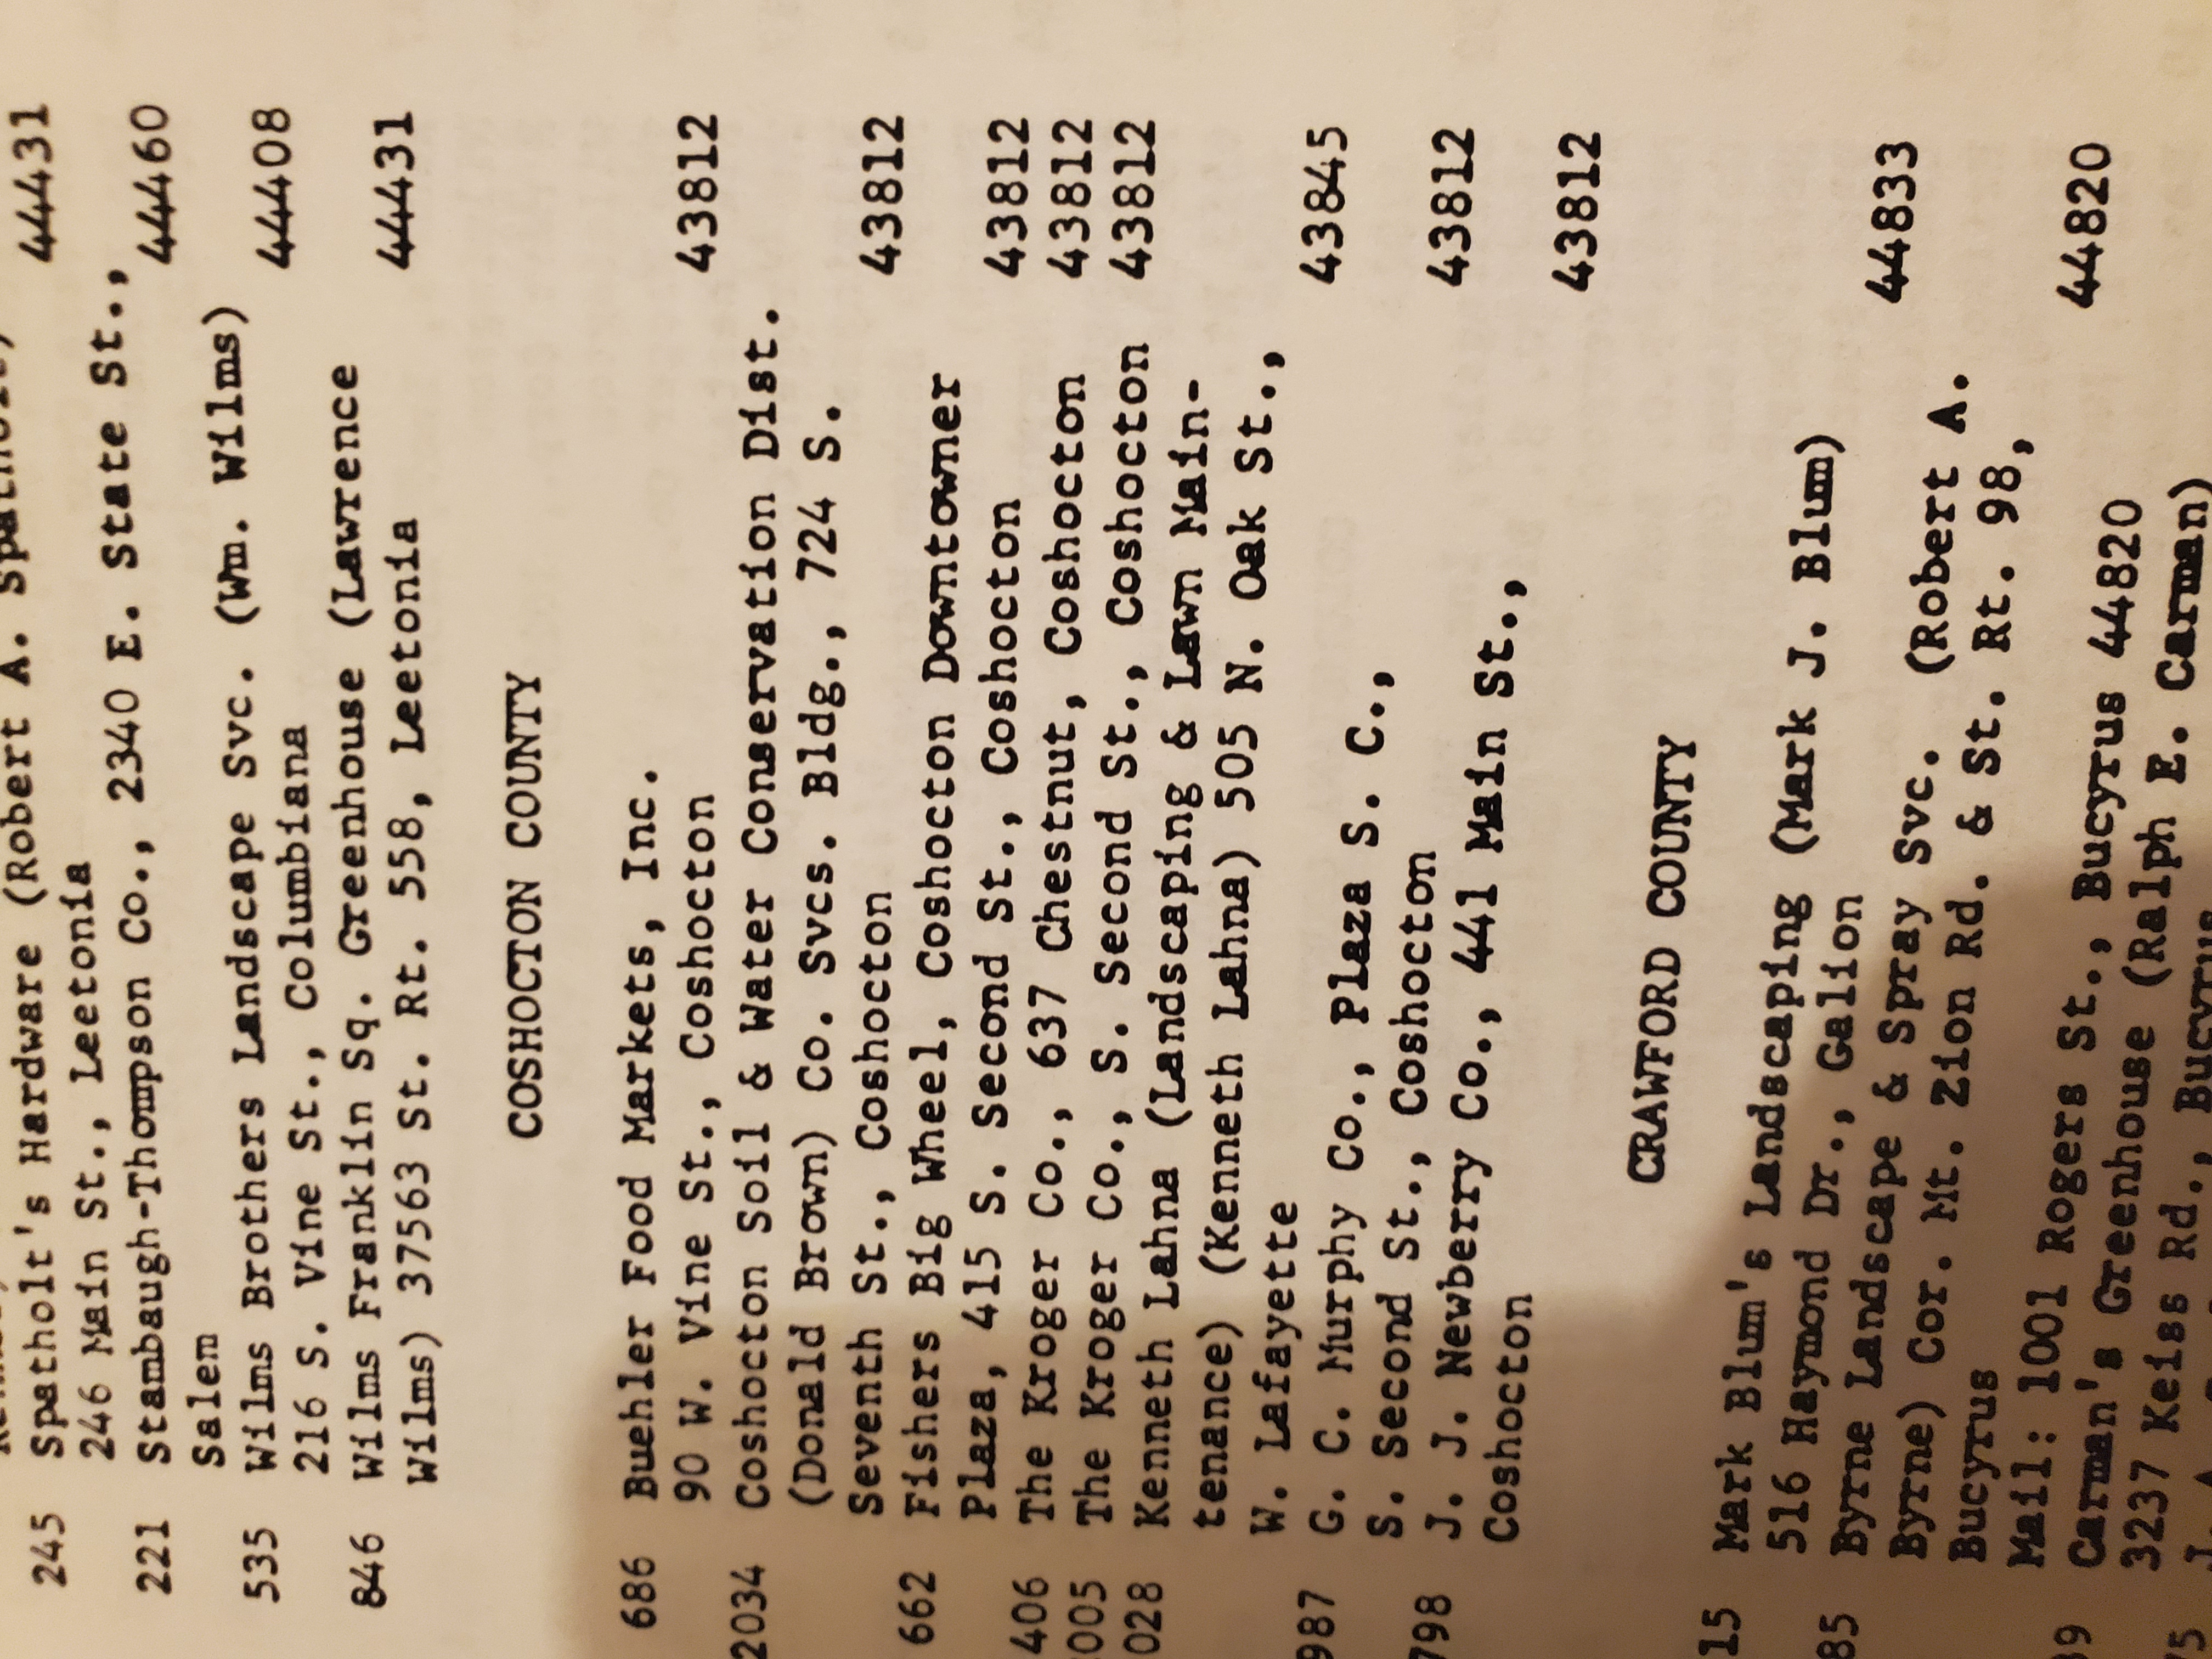 245 Spatholt's Hardware (Robert A.
246 Main St., Leetonia 44431
221 Stambaugh-Thompson Co., 2340 E. State St.,
Salem 44460
535 Wilms Brothers Landscape Svc. (Wm. Wilms)
216 S. Vine St., Columbiana 44408
846 Wilms Franklin Sq. Greenhouse (Lawrence
Wilms) 37563 St. Rt. 558, Leetonia 44431
COSHOCTON COUNTY
686 Buehler Food Markets, Inc.
90 W. Vine St., Coshocton 43812
2034 Coshocton Soil & Water Conservation Dist.
(Donald Brown) Co. Svcs. Bldg., 724 S.
Seventh St., Coshocton 43812
662 Fishers Big Wheel, Coshocton Downtowner
Plaza, 415 S. Second St., Coshocton 43812
406 The Kroger Co., 637 Chestnut, Coshocton 43812
005 The Kroger Co., S. Second St., Coshocton 43812
028 Kenneth Lahna (Landscaping & Lawn Main-
tenance) (Kenneth Lahna) 505 N. Oak St.,
W. Lafayette 43845
987 G. C. Murphy Co., Plaza S. C.,
S. Second St., Coshocton 43812
798 J. J. Newberry Co., 441 Main St.,
Coshocton 43812
CRAWFORD COUNTY
15 Mark Blum's Landscaping (Mark J. Blum)
516 Haymond Dr., Galion 44833
85 Byrne Landscape & Spray Svc. (Robert A.
Byrne) Cor. Mt. Zion Rd. & St. Rt. 98,
Bucyrus 44820
Mail: 1001 Rogers St., Bucyrus 44820
39 Carman's Greenhouse (Ralph E. Carman)
3237 Keiss Rd., Bucyrus